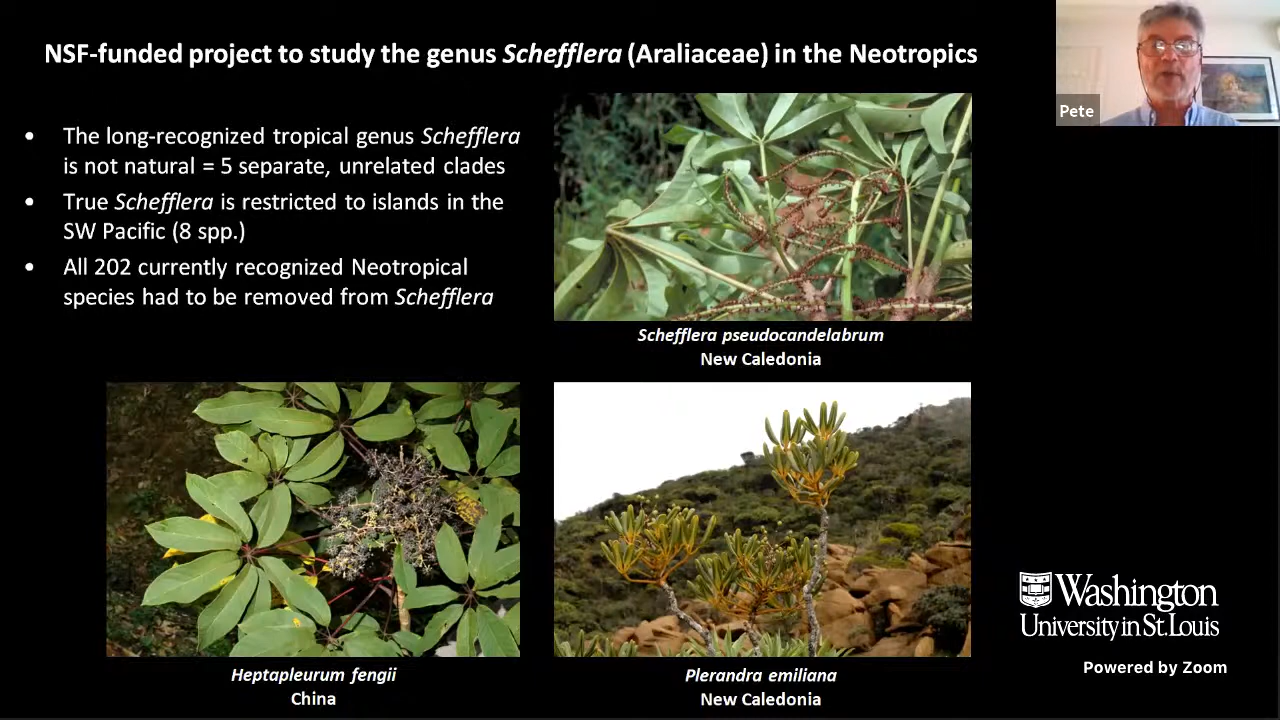 NSF-funded project to study the genus Schefflera (Araliaceae) in the Neotropics
Pete
• The long-recognized tropical genus Schefflera
is not natural = 5 separate, unrelated clades
• True Schefflera is restricted to islands in the
SW Pacific (8 spp.)
• All 202 currently recognized Neotropical
species had to be removed from Schefflera
Schefflera pseudocandelabrum
New Caledonia
Heptapleurum fengii
China
Plerandra emiliana
New Caledonia
Washington
University in St. Louis
Powered by Zoom